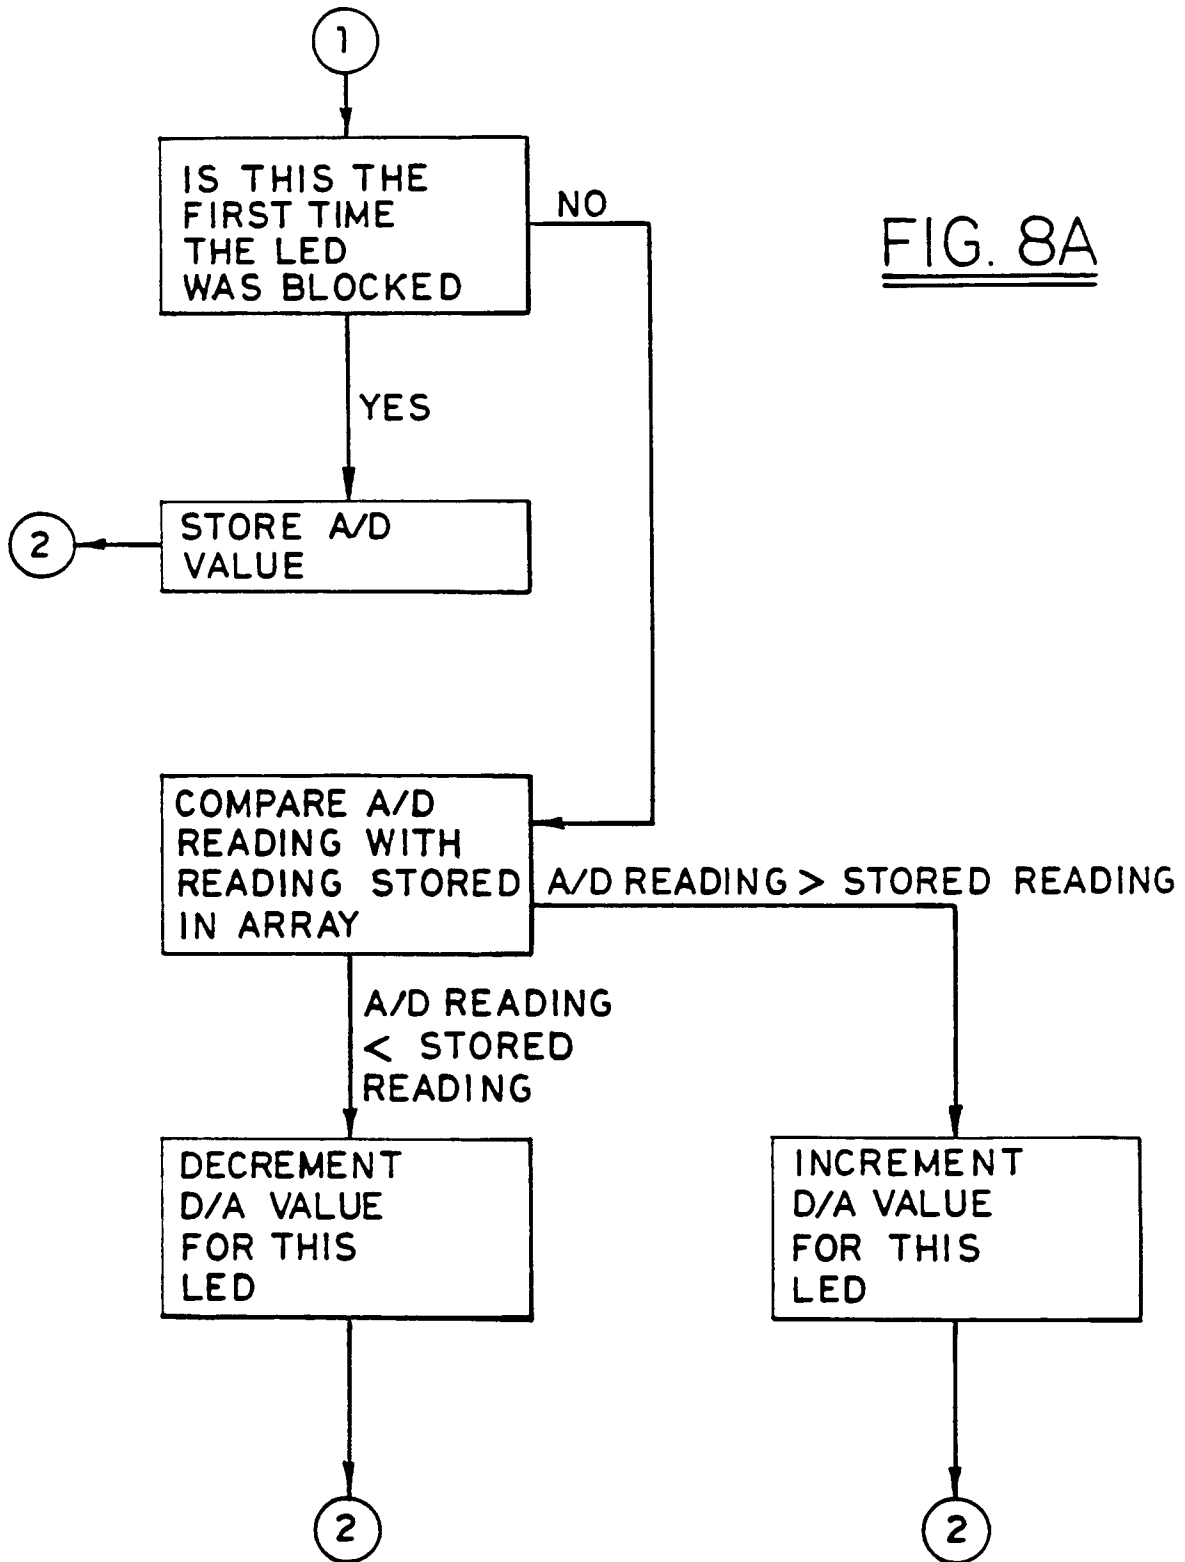 1
IS THIS THE
FIRST TIME
THE LED
WAS BLOCKED
NO
FIG. 8A
YES
STORE A/D
VALUE
2
COMPARE A/D
READING WITH
READING STORED
IN ARRAY
A/D READING > STORED READING
A/D READING
< STORED
READING
DECREMENT
D/A VALUE
FOR THIS
LED
INCREMENT
D/A VALUE
FOR THIS
LED
2
2